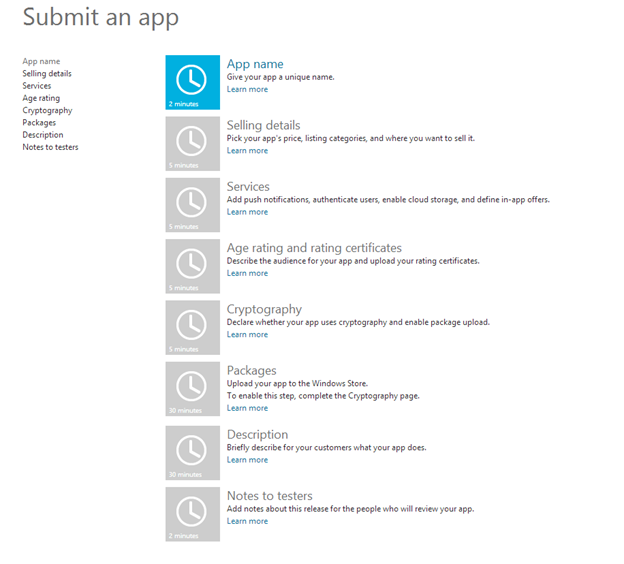 Submit an app
App name
Selling details
Services
Age rating
Cryptography
Packages
Description
Notes to testers
App name
Give your app a unique name.
Learn more
2 minutes
Selling details
Pick your app's price, listing categories, and where you want to sell it.
Learn more
5 minutes
Services
Add push notifications, authenticate users, enable cloud storage, and define in-app offers.
Learn more
5 minutes
Age rating and rating certificates
Describe the audience for your app and upload your rating certificates.
Learn more
5 minutes
Cryptography
Declare whether your app uses cryptography and enable package upload.
Learn more
5 minutes
Packages
Upload your app to the Windows Store.
To enable this step, complete the Cryptography page.
Learn more
30 minutes
Description
Briefly describe for your customers what your app does.
Learn more
30 minutes
Notes to testers
Add notes about this release for the people who will review your app.
Learn more
2 minutes